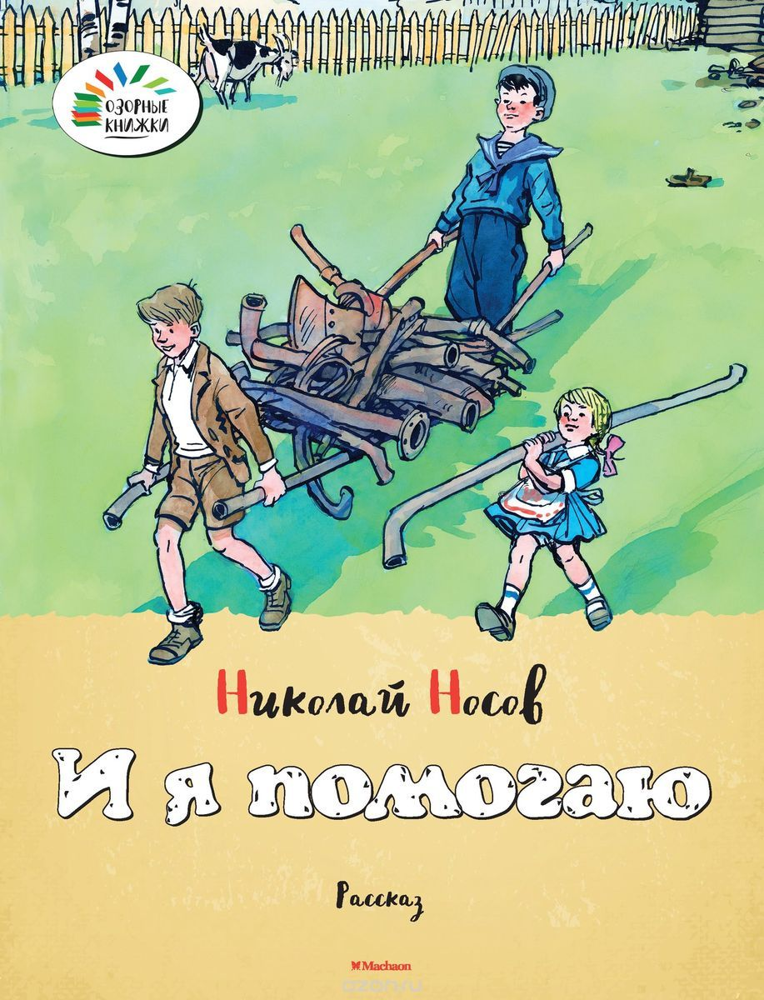 ОЗОРНЫЕ
КНИЖКИ
Николай Носов
И я помогаю
Рассказ
Machaon
ozon.ru